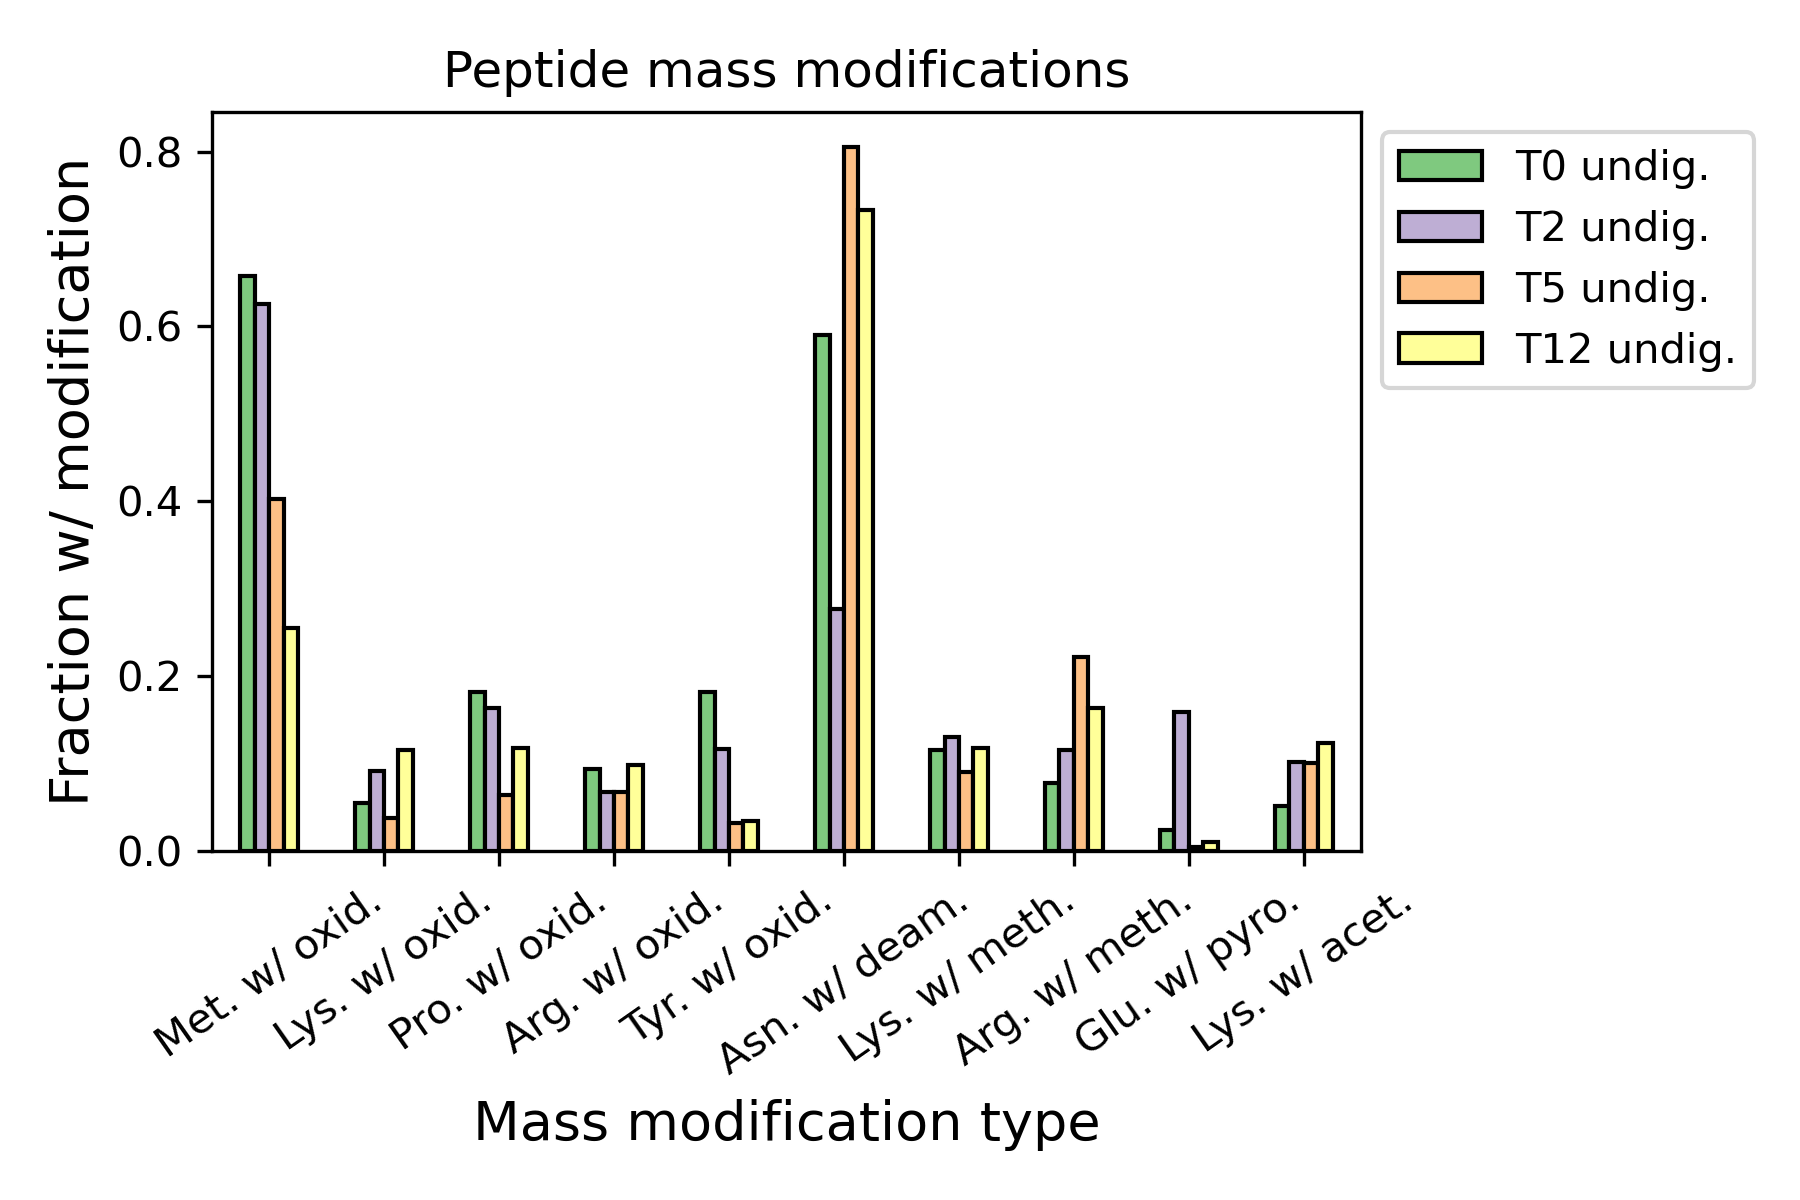 Peptide mass modifications
Fraction w/ modification
0.8
0.6
0.4
0.2
0.0
T0 undig.
T2 undig.
T5 undig.
T12 undig.
Met. w/ oxid.
Lys. w/ oxid.
Pro. w/ oxid.
Arg. w/ oxid.
Tyr. w/ oxid.
Asn. w/ deam.
Lys. w/ meth.
Arg. w/ meth.
Glu. w/ pyro.
Lys. w/ acet.
Mass modification type